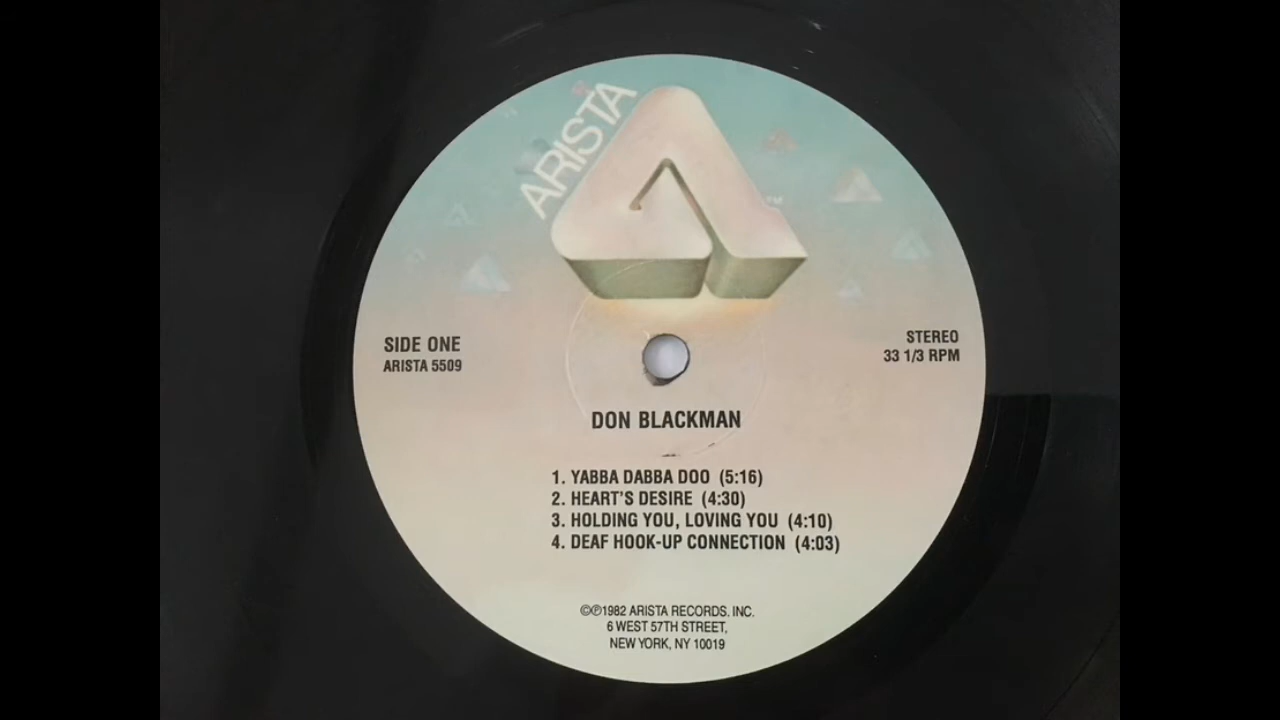 ARISTA
TM
SIDE ONE
ARISTA 5509
STEREO
33 1/3 RPM
DON BLACKMAN
1. YABBA DABBA DOO (5:16)
2. HEART'S DESIRE (4:30)
3. HOLDING YOU, LOVING YOU (4:10)
4. DEAF HOOK-UP CONNECTION (4:03)
©℗1982 ARISTA RECORDS, INC.
6 WEST 57TH STREET,
NEW YORK, NY 10019